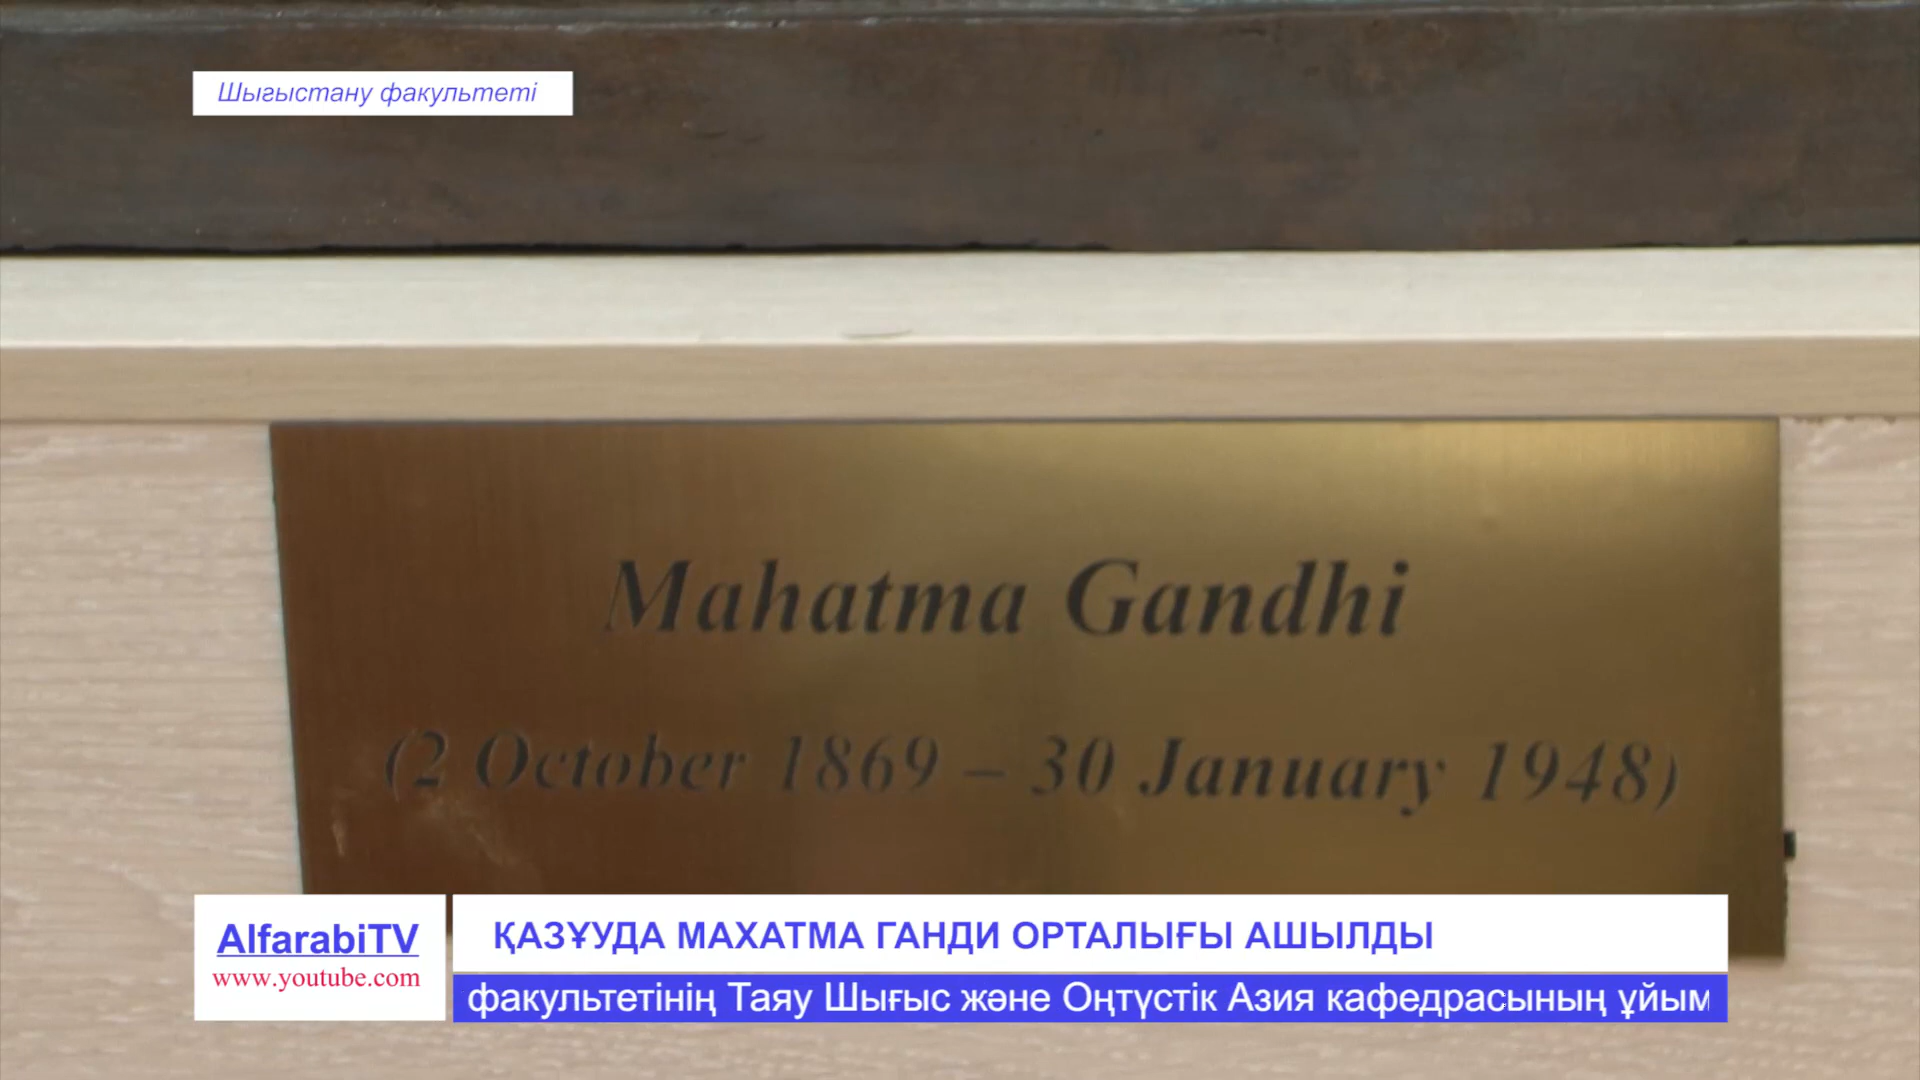 Шығыстану факультеті
Mahatma Gandhi
(2 October 1869 – 30 January 1948)
AlfarabiTV
www.youtube.com
ҚАЗҰУДА МАХАТМА ГАНДИ ОРТАЛЫҒЫ АШЫЛДЫ
факультетінің Таяу Шығыс және Оңтүстік Азия кафедрасының ұйым